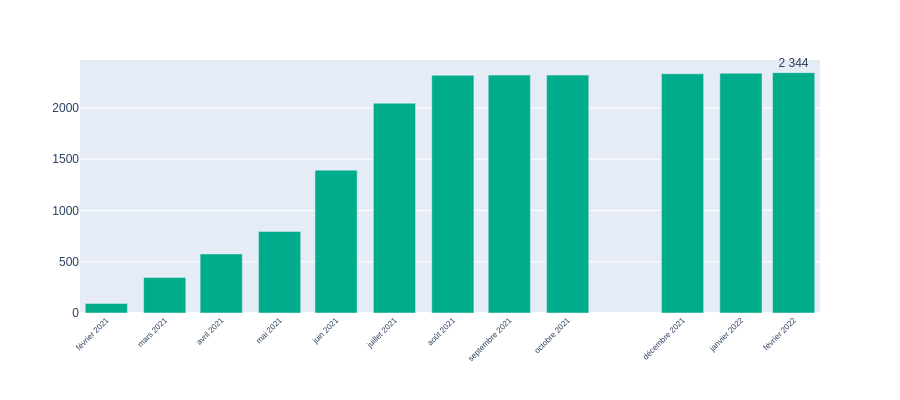 2 344
2000
1500
1000
500
0
février 2021
mars 2021
avril 2021
mai 2021
juin 2021
juillet 2021
août 2021
septembre 2021
octobre 2021
décembre 2021
janvier 2022
février 2022